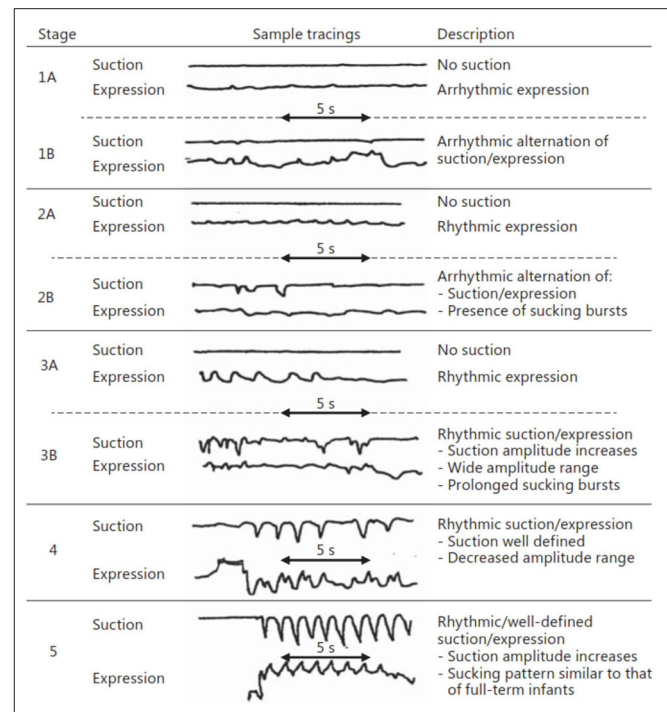 Stage Sample tracings Description
1A Suction No suction
Expression Arrhythmic expression
5 s
1B Suction Arrhythmic alternation of
Expression suction/expression
2A Suction No suction
Expression Rhythmic expression
5 s
2B Suction Arrhythmic alternation of:
- Suction/expression
Expression - Presence of sucking bursts
3A Suction No suction
Expression Rhythmic expression
5 s
3B Suction Rhythmic suction/expression
- Suction amplitude increases
Expression - Wide amplitude range
- Prolonged sucking bursts
4 Suction Rhythmic suction/expression
- Suction well defined
5 s - Decreased amplitude range
Expression
5 Suction Rhythmic/well-defined
suction/expression
5 s - Suction amplitude increases
Expression - Sucking pattern similar to that
of full-term infants